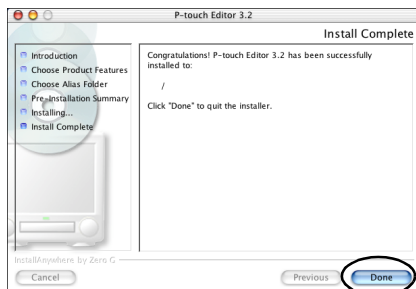 P-touch Editor 3.2
Install Complete
Introduction
Choose Product Features
Choose Alias Folder
Pre-Installation Summary
Installing...
Install Complete
Congratulations! P-touch Editor 3.2 has been successfully
installed to:
/
Click "Done" to quit the installer.
InstallAnywhere by Zero G
Cancel
Previous
Done